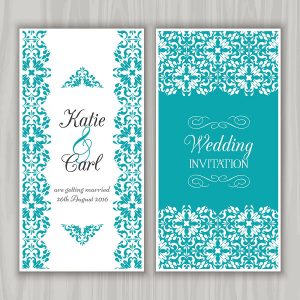 Katie
&
Carl
are getting married
26th August 2016
Wedding
INVITATION